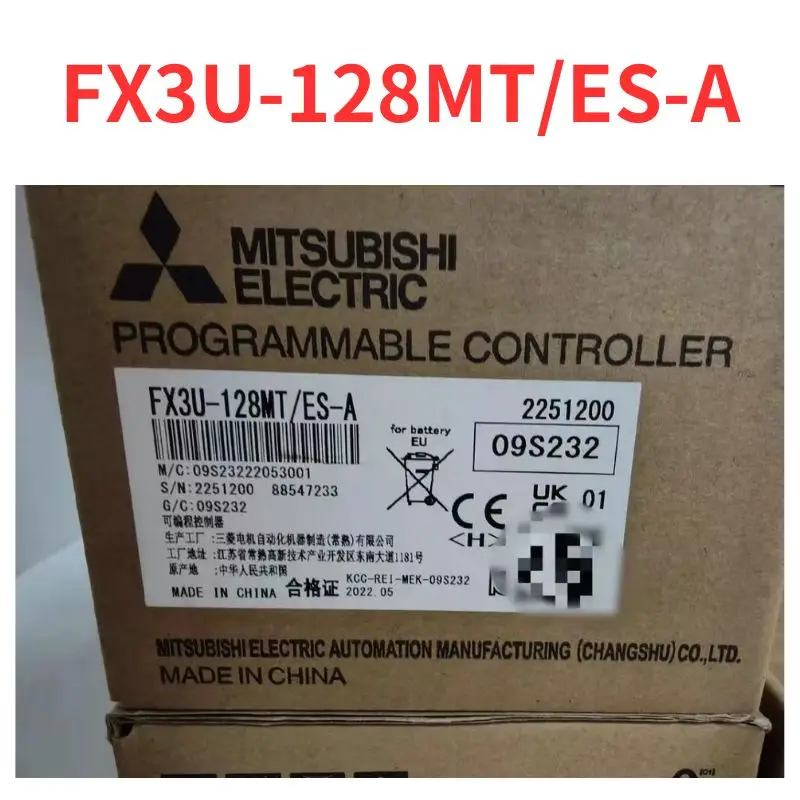 FX3U-128MT/ES-A
MITSUBISHI
ELECTRIC
PROGRAMMABLE CONTROLLER
FX3U-128MT/ES-A
2251200
for battery
EU
09S232
M/C:09S23222053001
S/N:2251200 88547233
G/C:09S232
CE
UK
01
<H>
可编程控制器
生产工厂 :三菱电机自动化机器制造(常熟)有限公司
工厂地址 :江苏省常熟高新技术产业开发区东南大道1181号
原产地 :中华人民共和国
MADE IN CHINA
合格证
KCC-REI-MEK-09S232
2022.05
MITSUBISHI ELECTRIC AUTOMATION MANUFACTURING (CHANGSHU) CO.,LTD.
MADE IN CHINA